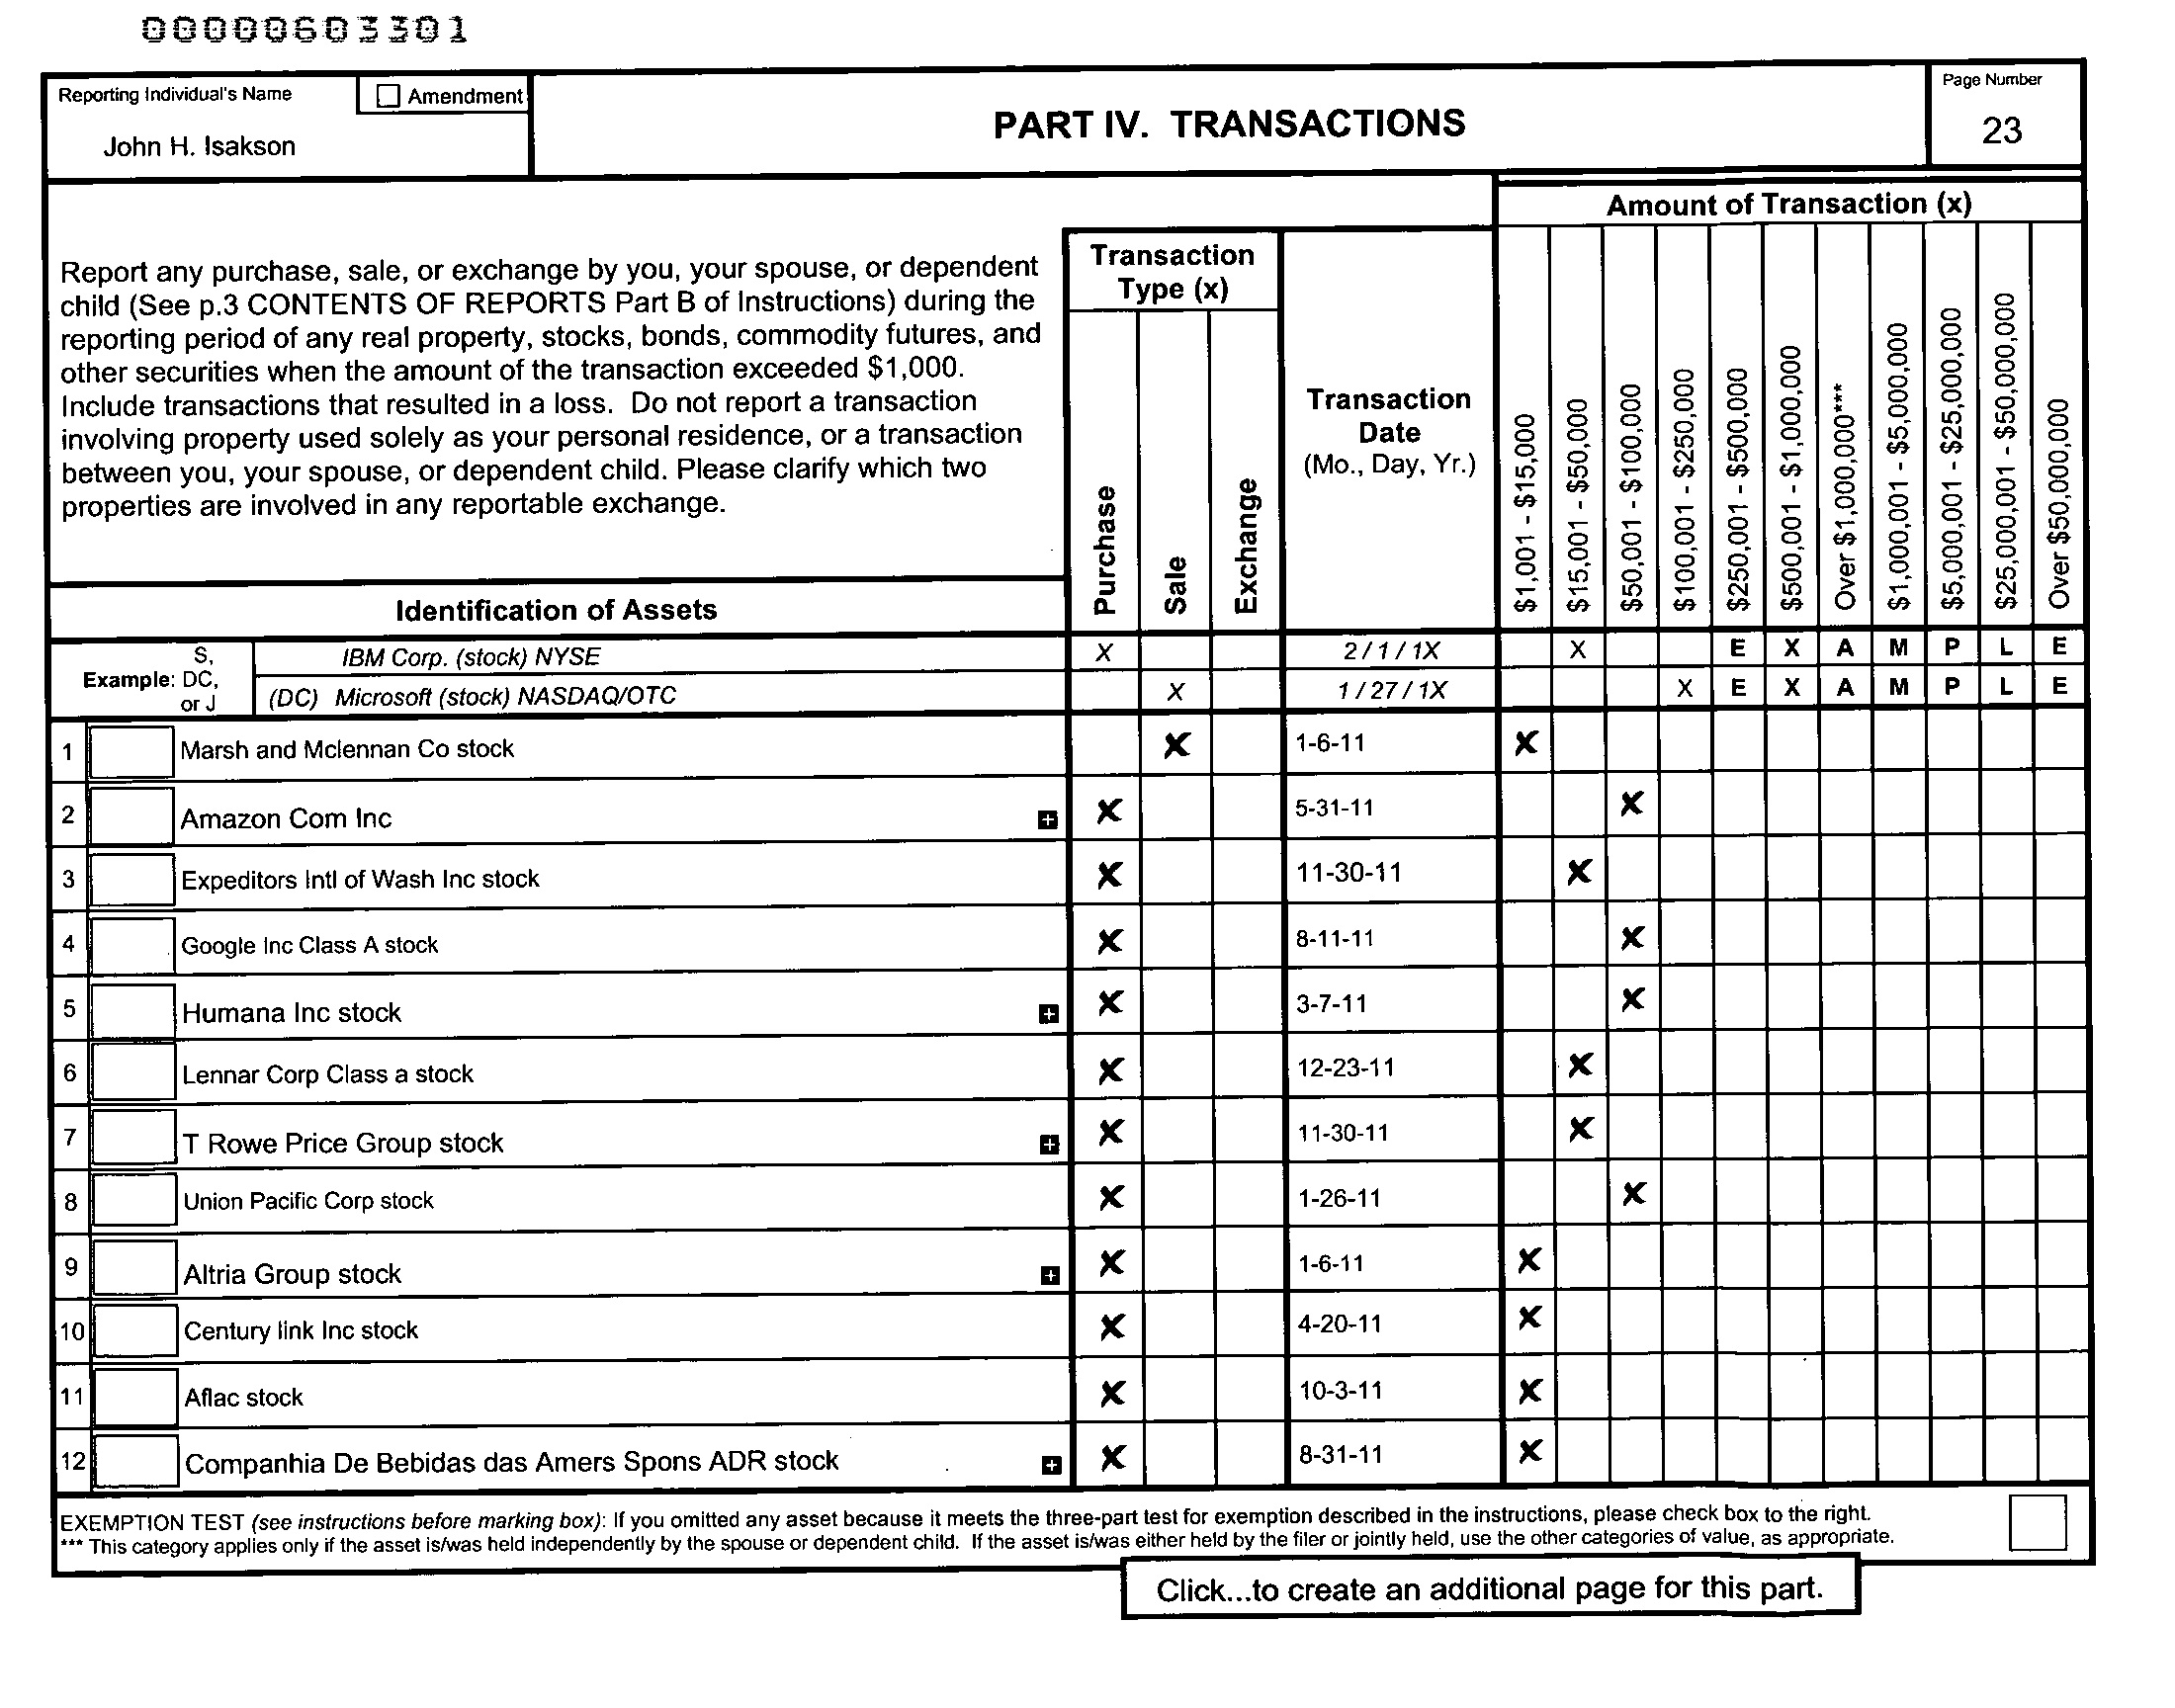 00000603301
Reporting Individual's Name
Amendment
John H. Isakson
PART IV. TRANSACTIONS
Page Number
23
Amount of Transaction (x)
Report any purchase, sale, or exchange by you, your spouse, or dependent
child (See p.3 CONTENTS OF REPORTS Part B of Instructions) during the
reporting period of any real property, stocks, bonds, commodity futures, and
other securities when the amount of the transaction exceeded $1,000.
Include transactions that resulted in a loss. Do not report a transaction
involving property used solely as your personal residence, or a transaction
between you, your spouse, or dependent child. Please clarify which two
properties are involved in any reportable exchange.
Transaction
Type (x)
Purchase
Sale
Exchange
Transaction
Date
(Mo., Day, Yr.)
$1,001 - $15,000
$15,001 - $50,000
$50,001 - $100,000
$100,001 - $250,000
$250,001 - $500,000
$500,001 - $1,000,000
Over $1,000,000***
$1,000,001 - $5,000,000
$5,000,001 - $25,000,000
$25,000,001 - $50,000,000
Over $50,000,000
Identification of Assets
Example: S, DC, or J
IBM Corp. (stock) NYSE X 2 / 1 / 1X X E X A M P L E
(DC) Microsoft (stock) NASDAQ/OTC X 1 / 27 / 1X X E X A M P L E
1 Marsh and Mclennan Co stock X 1-6-11 X
2 Amazon Com Inc + X 5-31-11 X
3 Expeditors Intl of Wash Inc stock X 11-30-11 X
4 Google Inc Class A stock X 8-11-11 X
5 Humana Inc stock + X 3-7-11 X
6 Lennar Corp Class a stock X 12-23-11 X
7 T Rowe Price Group stock + X 11-30-11 X
8 Union Pacific Corp stock X 1-26-11 X
9 Altria Group stock + X 1-6-11 X
10 Century link Inc stock X 4-20-11 X
11 Aflac stock X 10-3-11 X
12 Companhia De Bebidas das Amers Spons ADR stock + X 8-31-11 X
EXEMPTION TEST (see instructions before marking box): If you omitted any asset because it meets the three-part test for exemption described in the instructions, please check box to the right.
*** This category applies only if the asset is/was held independently by the spouse or dependent child. If the asset is/was either held by the filer or jointly held, use the other categories of value, as appropriate.
Click...to create an additional page for this part.